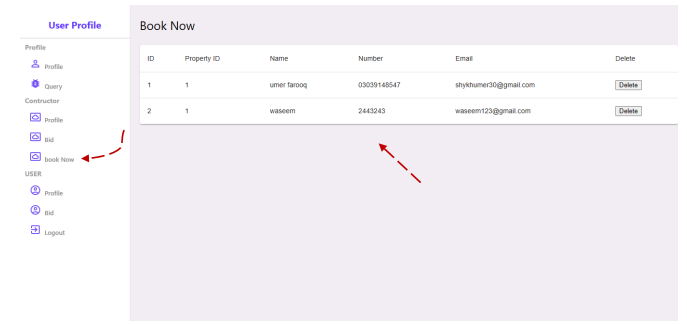 User Profile
Profile
Profile
Query
Contructor
Profile
Bid
book Now
USER
Profile
Bid
Logout
Book Now
ID Property ID Name Number Email Delete
1 1 umer farooq 03039148547 shykhumer30@gmail.com Delete
2 1 waseem 2443243 waseem123@gmail.com Delete